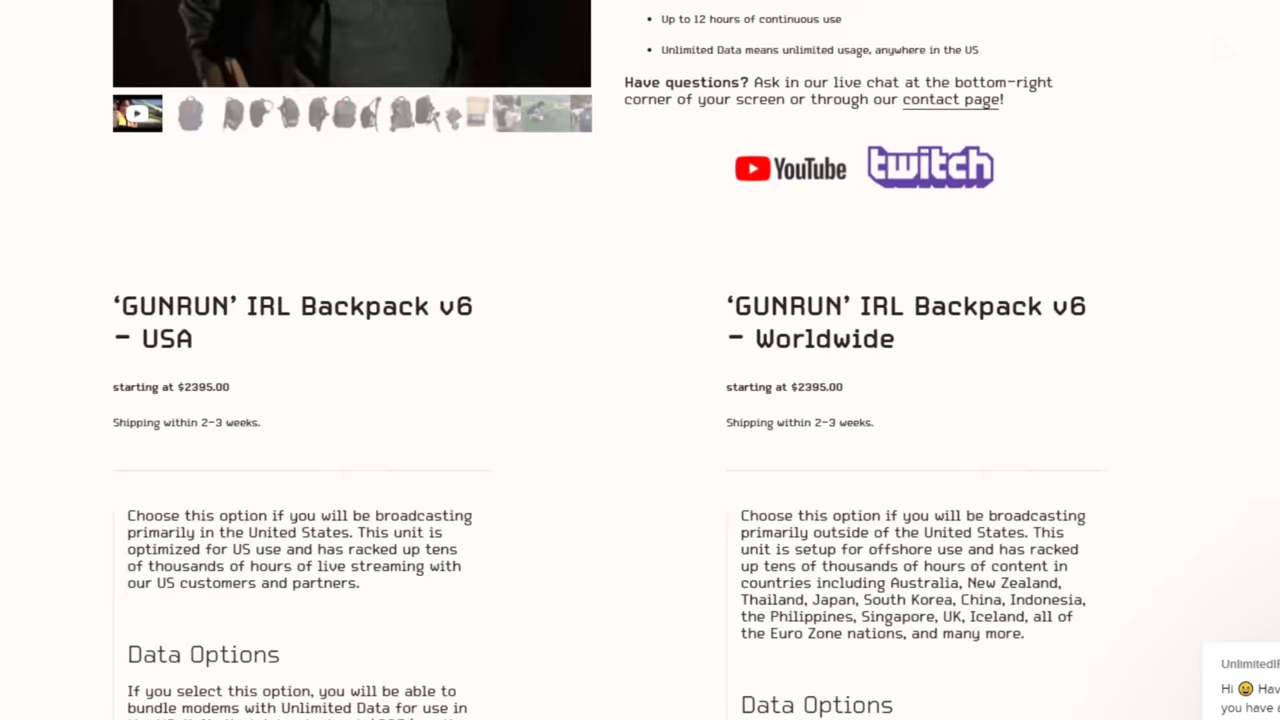 Up to 12 hours of continuous use
Unlimited Data means unlimited usage, anywhere in the US
Have questions? Ask in our live chat at the bottom-right
corner of your screen or through our contact page!
YouTube
twitch
‘GUNRUN’ IRL Backpack v6
– USA
starting at $2395.00
Shipping within 2-3 weeks.
Choose this option if you will be broadcasting
primarily in the United States. This unit is
optimized for US use and has racked up tens
of thousands of hours of live streaming with
our US customers and partners.
Data Options
If you select this option, you will be able to
bundle modems with Unlimited Data for use in
‘GUNRUN’ IRL Backpack v6
– Worldwide
starting at $2395.00
Shipping within 2-3 weeks.
Choose this option if you will be broadcasting
primarily outside of the United States. This
unit is setup for offshore use and has racked
up tens of thousands of hours of content in
countries including Australia, New Zealand,
Thailand, Japan, South Korea, China, Indonesia,
the Philippines, Singapore, UK, Iceland, all of
the Euro Zone nations, and many more.
Data Options
Hi 😀 Hav
you have a